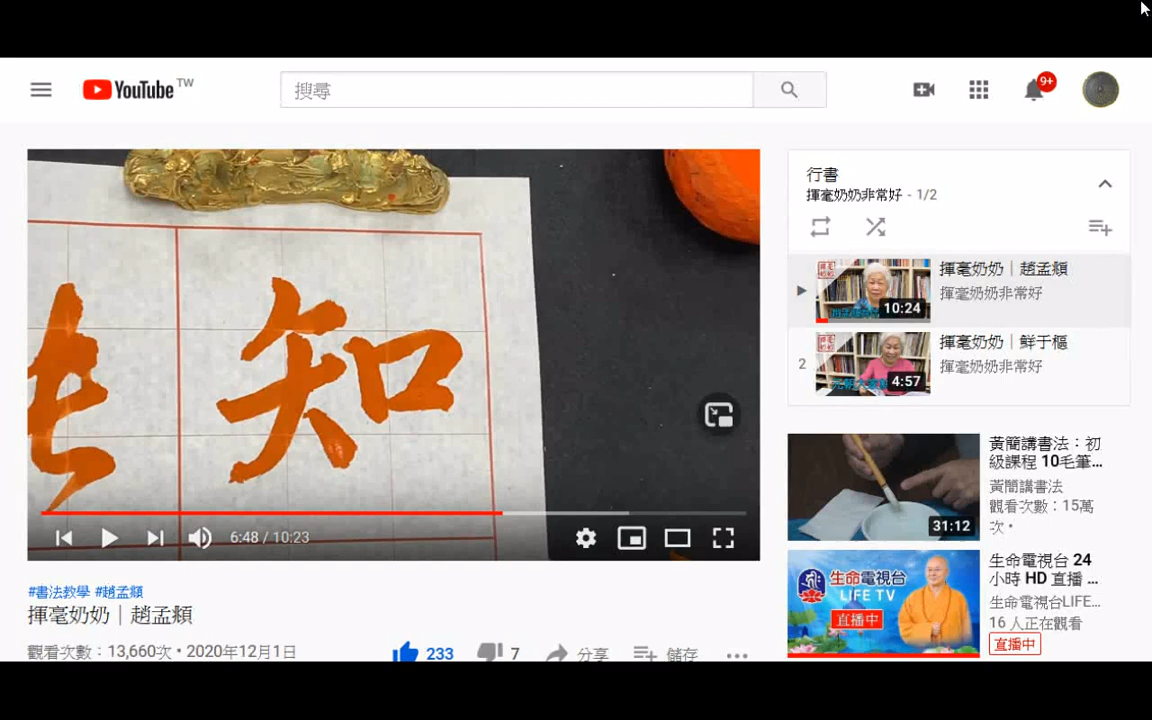 YouTube TW
搜尋
9+
知
6:48 / 10:23
#書法教學 #趙孟頫
揮毫奶奶｜趙孟頫
觀看次數：13,660次 • 2020年12月1日
233
7
分享
儲存
行書
揮毫奶奶非常好 - 1/2
10:24
揮毫奶奶｜趙孟頫
揮毫奶奶非常好
2
4:57
揮毫奶奶｜鮮于樞
揮毫奶奶非常好
31:12
黃簡講書法：初
級課程 10毛筆...
黃簡講書法
觀看次數：15萬
次 •
生命電視台
LIFE TV
直播中
生命電視台 24
小時 HD 直播 ...
生命電視台LIFE...
16 人正在觀看
直播中